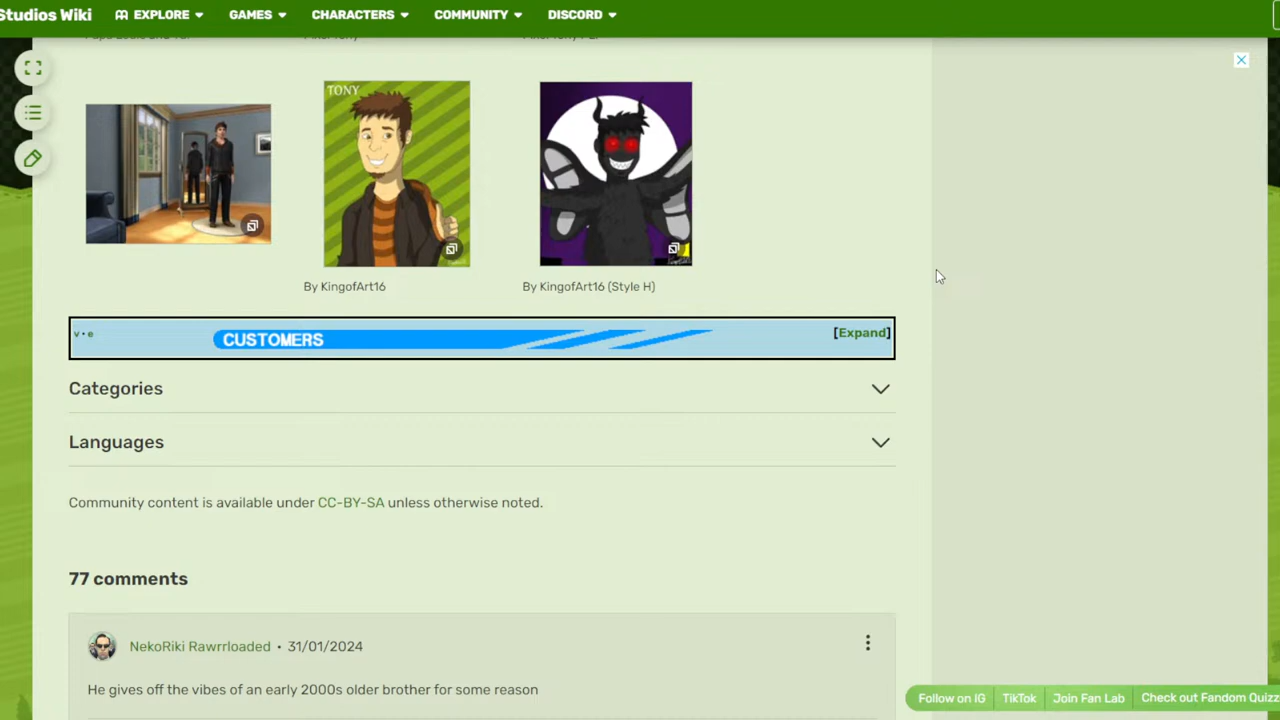 Studios Wiki EXPLORE GAMES CHARACTERS COMMUNITY DISCORD
TONY
By KingofArt16
By KingofArt16 (Style H)
v • e
CUSTOMERS
[Expand]
Categories
Languages
Community content is available under CC-BY-SA unless otherwise noted.
77 comments
NekoRiki Rawrrloaded • 31/01/2024
He gives off the vibes of an early 2000s older brother for some reason
Follow on IG TikTok Join Fan Lab Check out Fandom Quizz